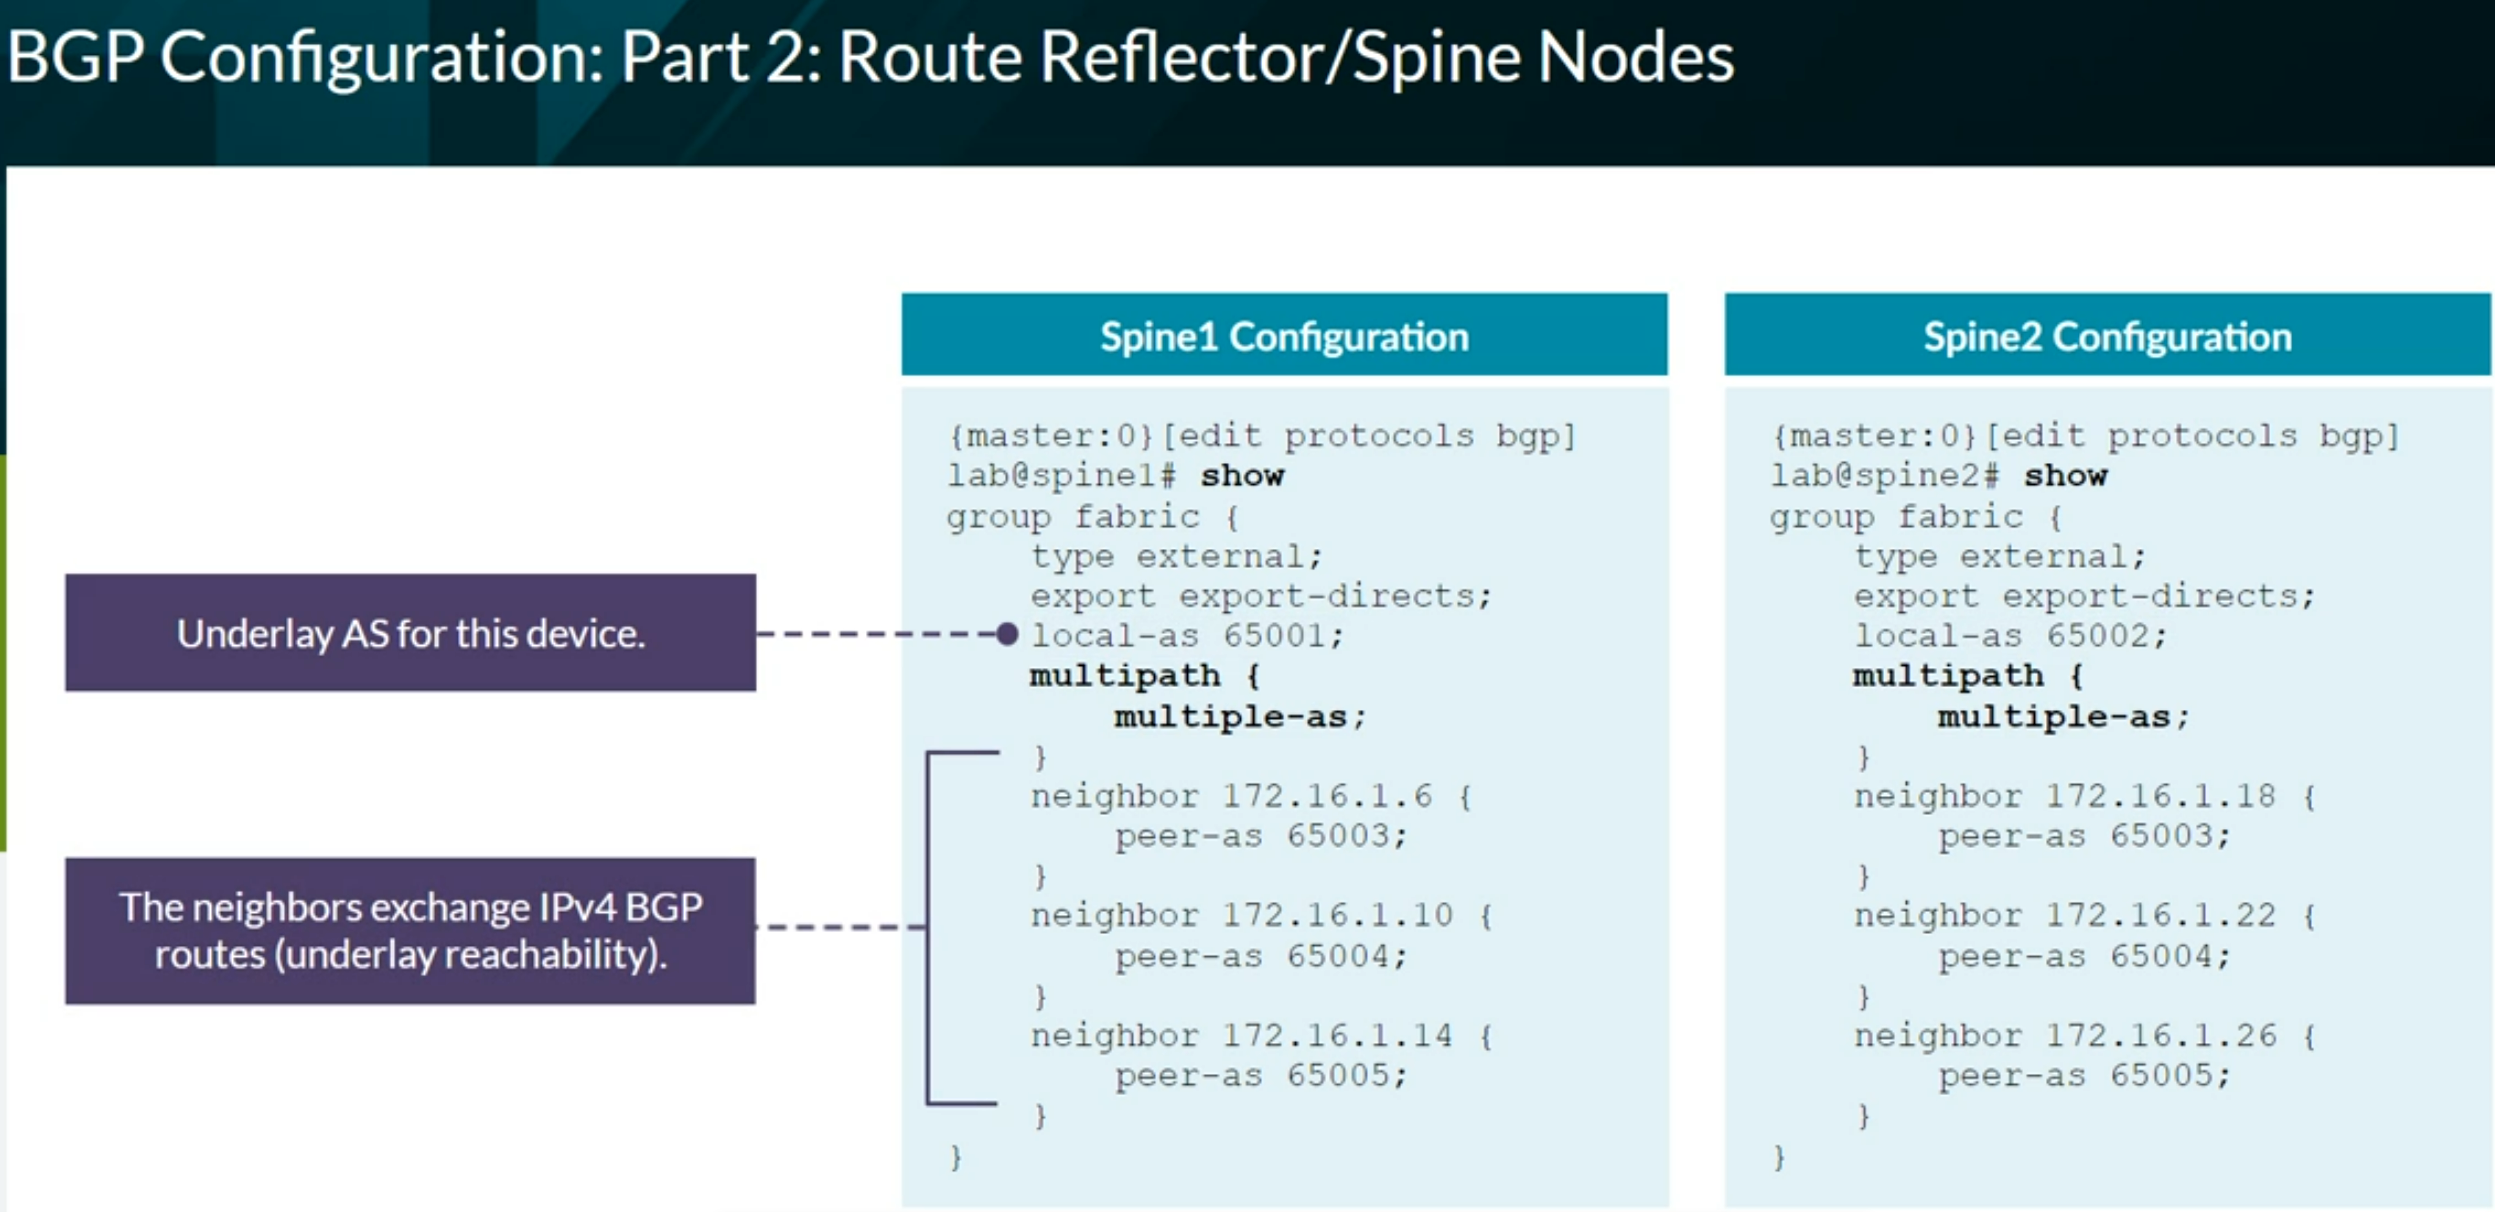 BGP Configuration: Part 2: Route Reflector/Spine Nodes
Underlay AS for this device.
The neighbors exchange IPv4 BGP
routes (underlay reachability).
Spine1 Configuration
{master:0}[edit protocols bgp]
lab@spine1# show
group fabric {
    type external;
    export export-directs;
    local-as 65001;
    multipath {
        multiple-as;
    }
    neighbor 172.16.1.6 {
        peer-as 65003;
    }
    neighbor 172.16.1.10 {
        peer-as 65004;
    }
    neighbor 172.16.1.14 {
        peer-as 65005;
    }
}
Spine2 Configuration
{master:0}[edit protocols bgp]
lab@spine2# show
group fabric {
    type external;
    export export-directs;
    local-as 65002;
    multipath {
        multiple-as;
    }
    neighbor 172.16.1.18 {
        peer-as 65003;
    }
    neighbor 172.16.1.22 {
        peer-as 65004;
    }
    neighbor 172.16.1.26 {
        peer-as 65005;
    }
}